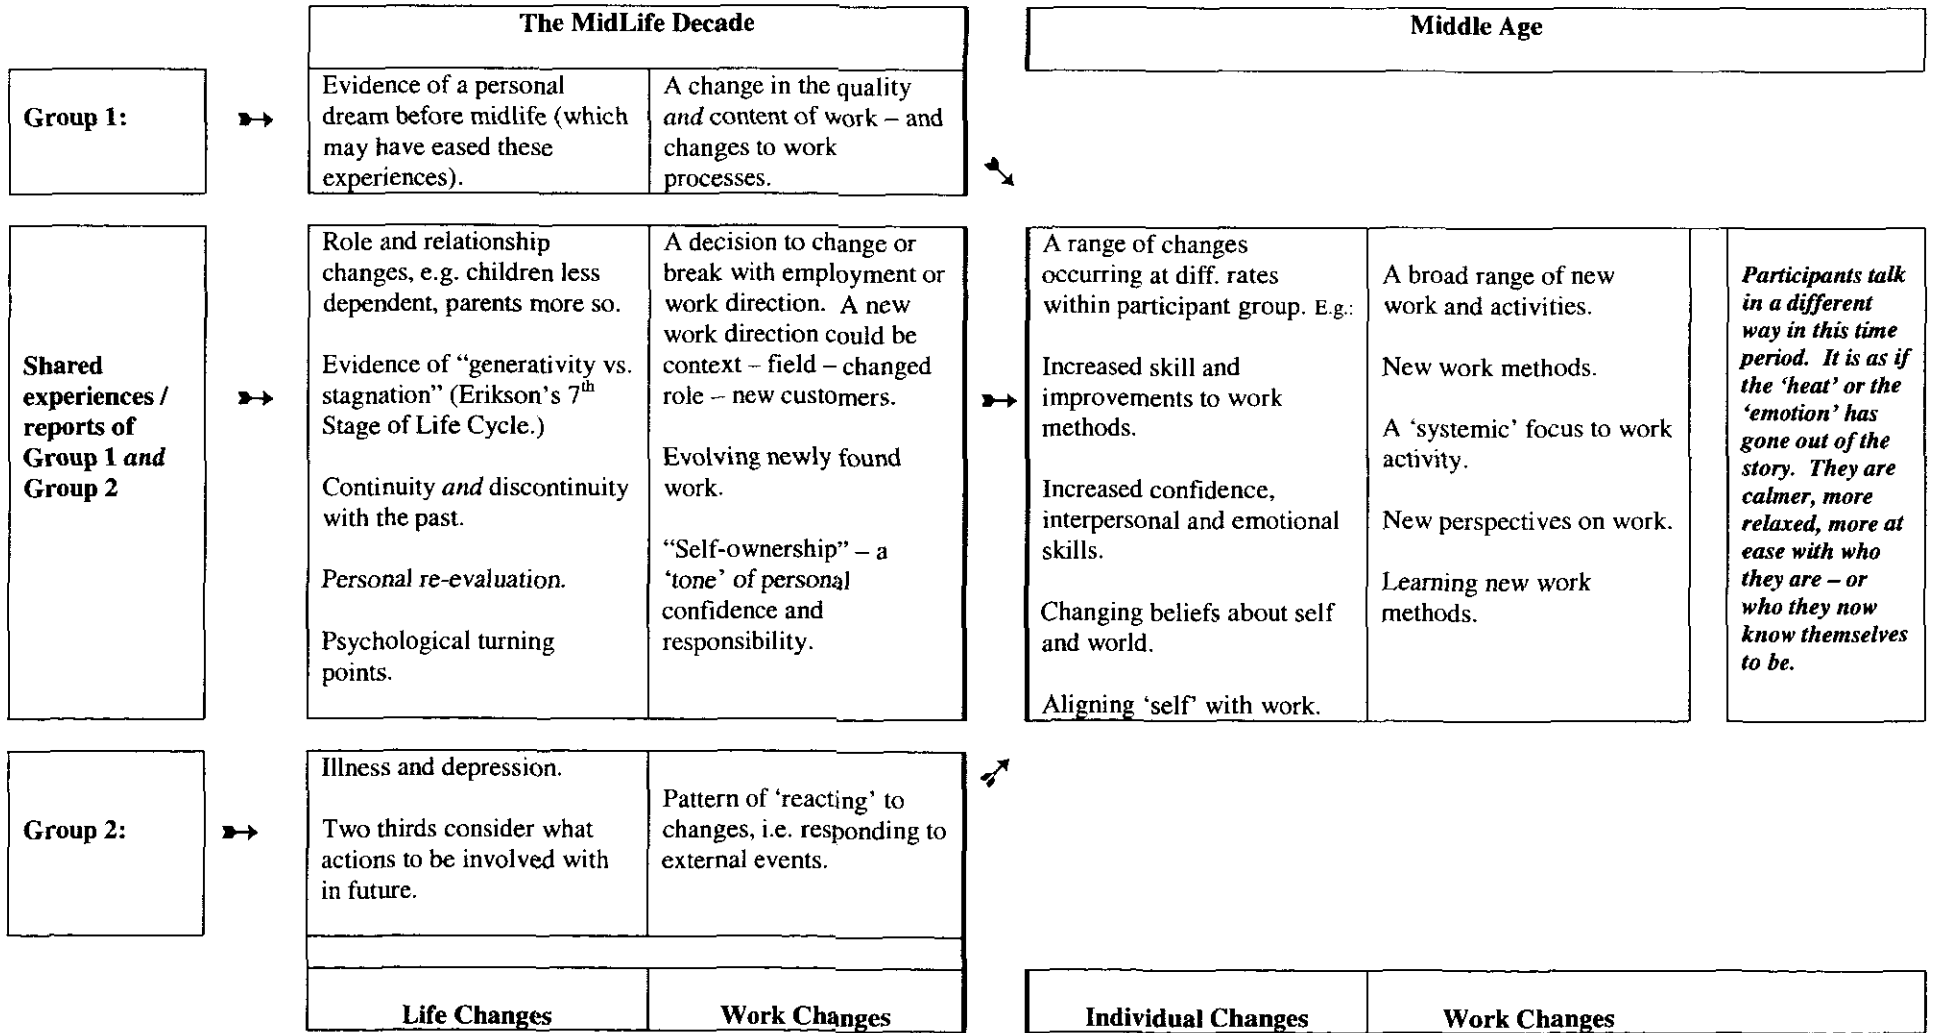 The MidLife Decade
Middle Age
Group 1:
Evidence of a personal
dream before midlife (which
may have eased these
experiences).
A change in the quality
and content of work – and
changes to work
processes.
Shared
experiences /
reports of
Group 1 and
Group 2
Role and relationship
changes, e.g. children less
dependent, parents more so.
Evidence of “generativity vs.
stagnation” (Erikson’s 7th
Stage of Life Cycle.)
Continuity and discontinuity
with the past.
Personal re-evaluation.
Psychological turning
points.
A decision to change or
break with employment or
work direction. A new
work direction could be
context – field – changed
role – new customers.
Evolving newly found
work.
“Self-ownership” – a
‘tone’ of personal
confidence and
responsibility.
A range of changes
occurring at diff. rates
within participant group. E.g.:
Increased skill and
improvements to work
methods.
Increased confidence,
interpersonal and emotional
skills.
Changing beliefs about self
and world.
Aligning ‘self’ with work.
A broad range of new
work and activities.
New work methods.
A ‘systemic’ focus to work
activity.
New perspectives on work.
Learning new work
methods.
Participants talk
in a different
way in this time
period. It is as if
the ‘heat’ or the
‘emotion’ has
gone out of the
story. They are
calmer, more
relaxed, more at
ease with who
they are – or
who they now
know themselves
to be.
Group 2:
Illness and depression.
Two thirds consider what
actions to be involved with
in future.
Pattern of ‘reacting’ to
changes, i.e. responding to
external events.
Life Changes
Work Changes
Individual Changes
Work Changes